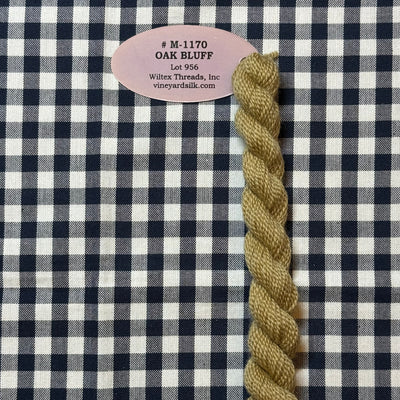 # M-1170
OAK BLUFF
Lot 956
Wiltex Threads, Inc
vineyardsilk.com